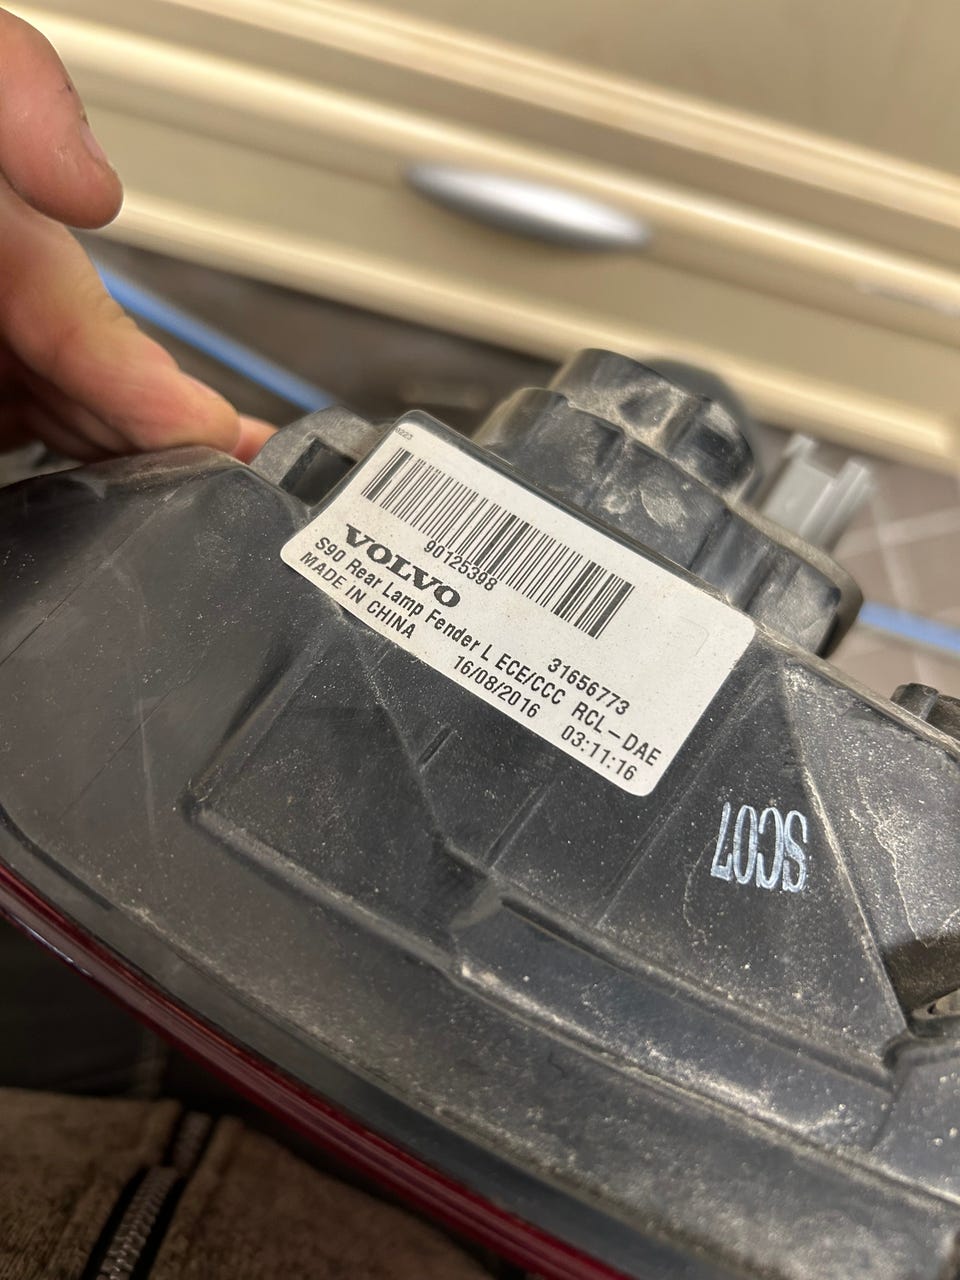 0223
90125398
VOLVO
31656773
S90 Rear Lamp Fender L ECE/CCC RCL-DAE
MADE IN CHINA
16/08/2016 03:11:16
SC07